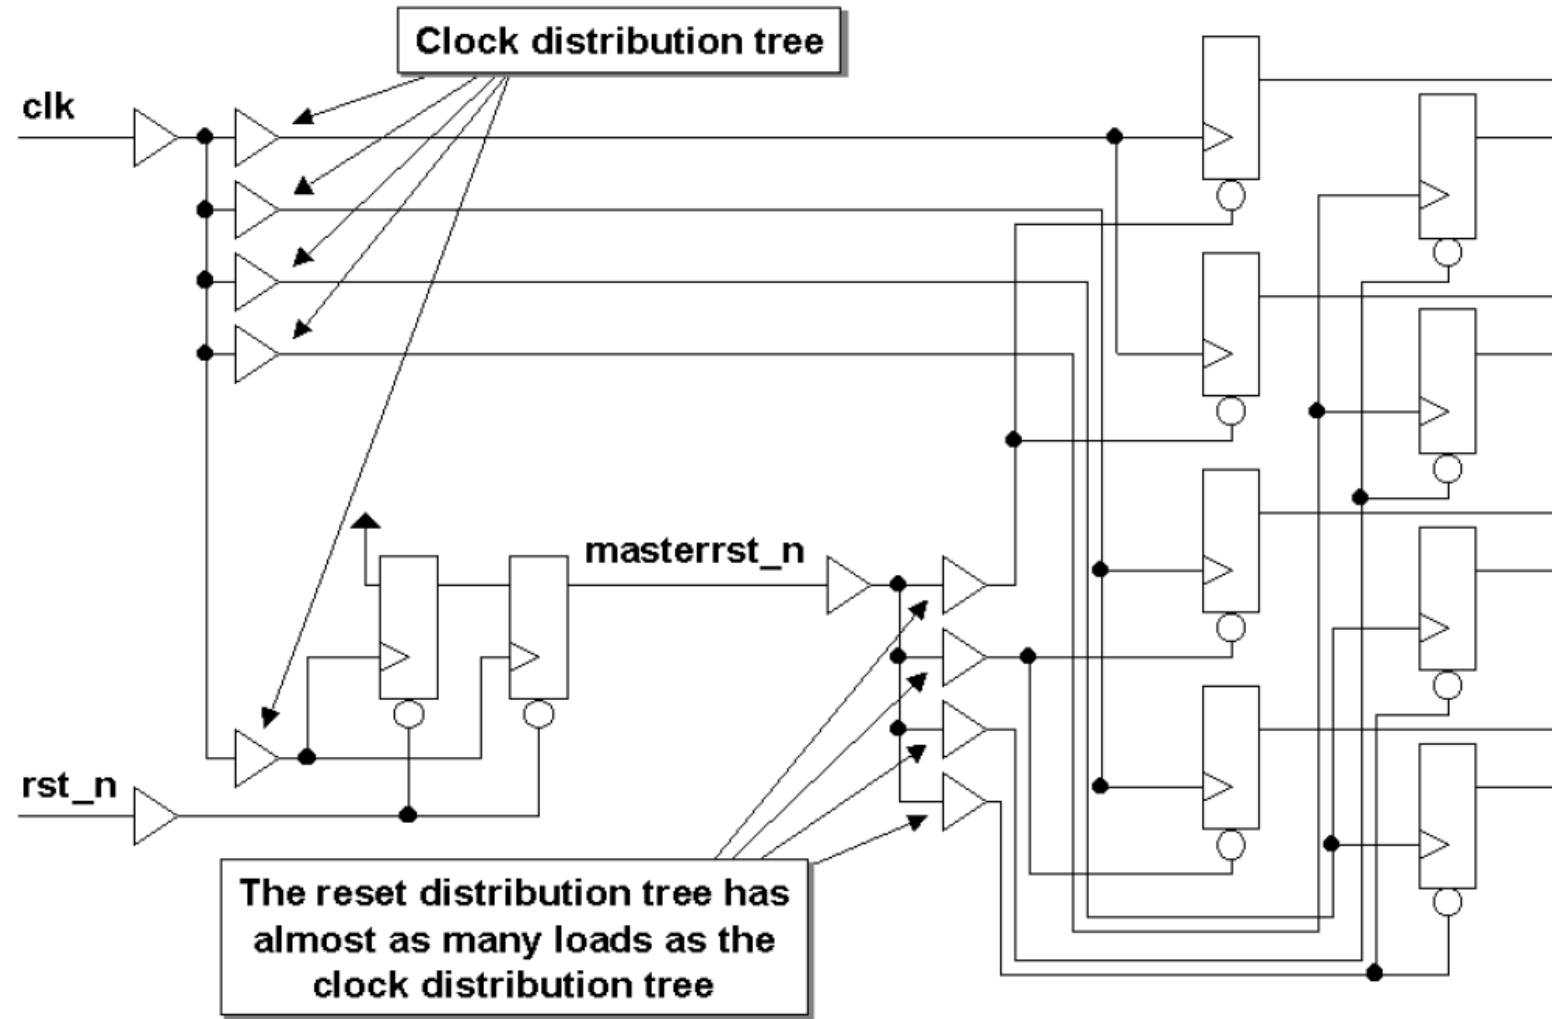 Clock distribution tree
clk
masterrst_n
rst_n
The reset distribution tree has
almost as many loads as the
clock distribution tree